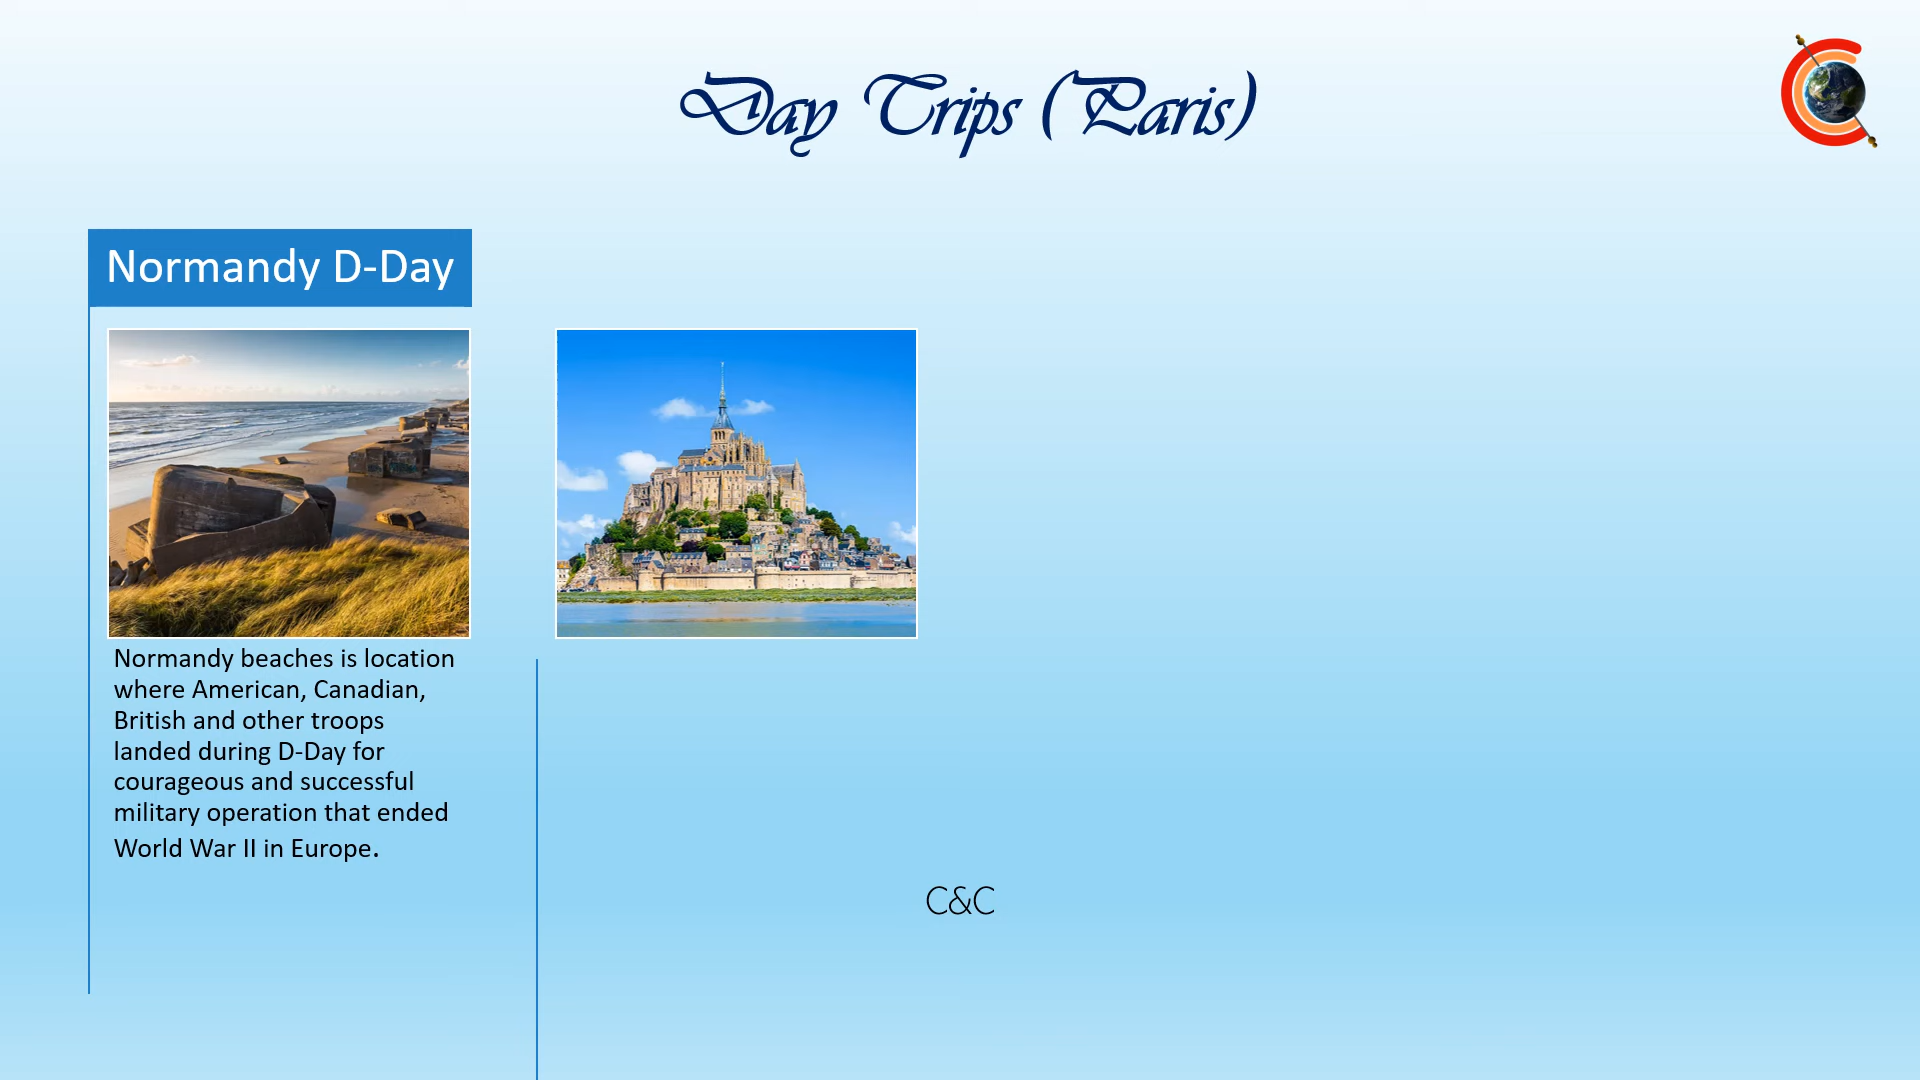 Day Trips (Paris)
Normandy D-Day
Normandy beaches is location
where American, Canadian,
British and other troops
landed during D-Day for
courageous and successful
military operation that ended
World War II in Europe.
C&C